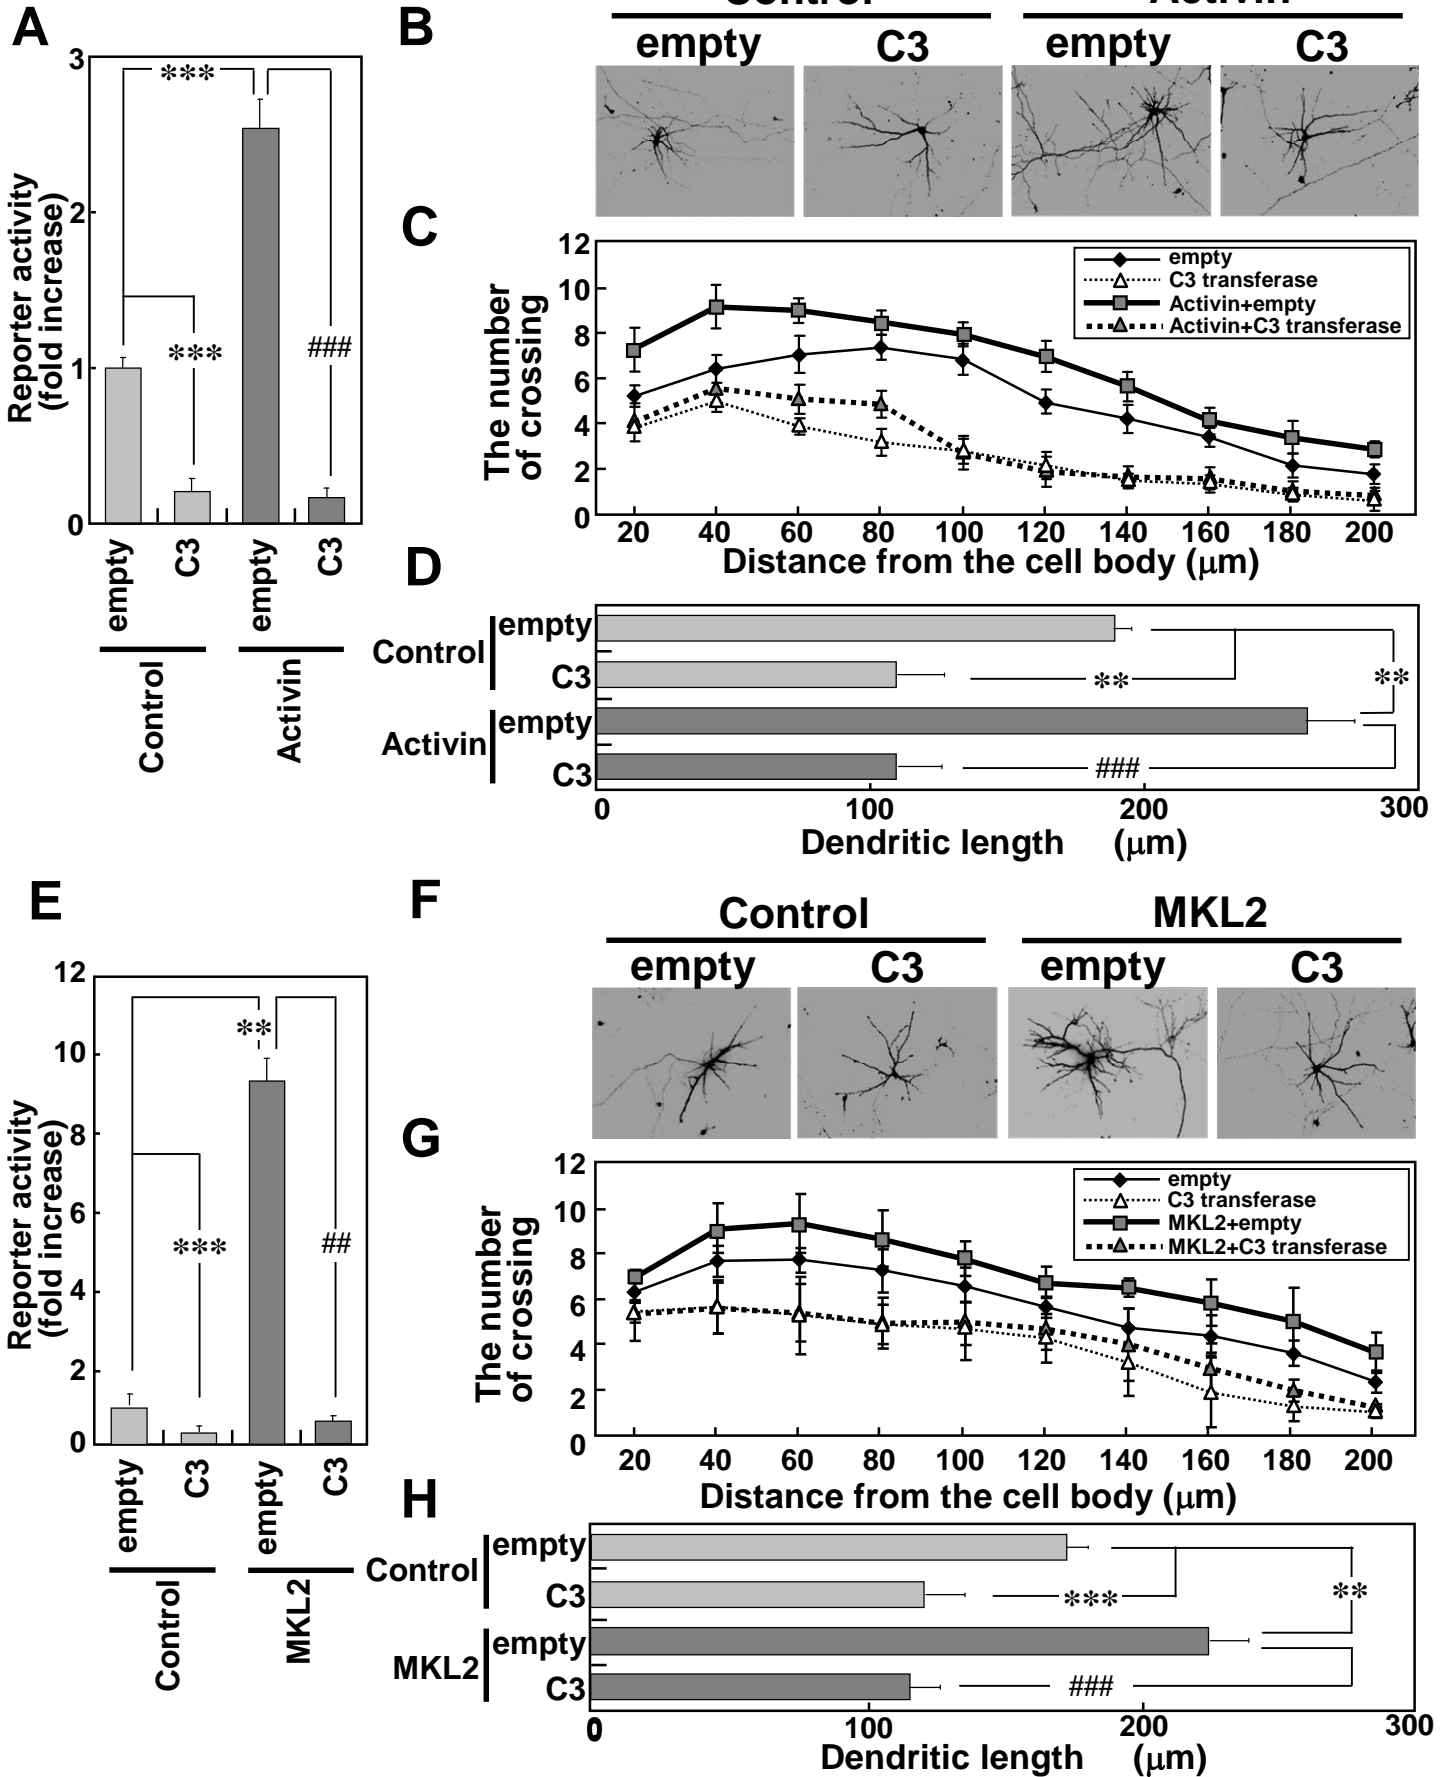 A
3
2
1
0
Reporter activity
(fold increase)
***
***
###
empty
C3
empty
C3
Control
Activin
B
Control
Activin
empty
C3
empty
C3
C
12
10
8
6
4
2
0
The number
of crossing
empty
C3 transferase
Activin+empty
Activin+C3 transferase
20 40 60 80 100 120 140 160 180 200
Distance from the cell body (μm)
D
Control
empty
C3
Activin
empty
C3
**
**
###
0 100 200 300
Dendritic length (μm)
E
12
10
8
6
4
2
0
Reporter activity
(fold increase)
**
***
##
empty
C3
empty
C3
Control
MKL2
F
Control
MKL2
empty
C3
empty
C3
G
12
10
8
6
4
2
0
The number
of crossing
empty
C3 transferase
MKL2+empty
MKL2+C3 transferase
20 40 60 80 100 120 140 160 180 200
Distance from the cell body (μm)
H
Control
empty
C3
MKL2
empty
C3
***
**
###
0 100 200 300
Dendritic length (μm)